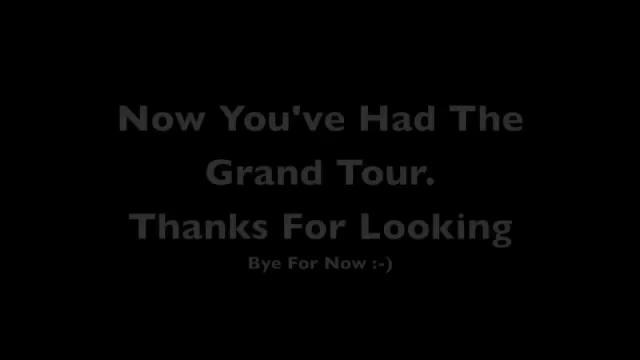 Now You've Had The
Grand Tour.
Thanks For Looking
Bye For Now :-)